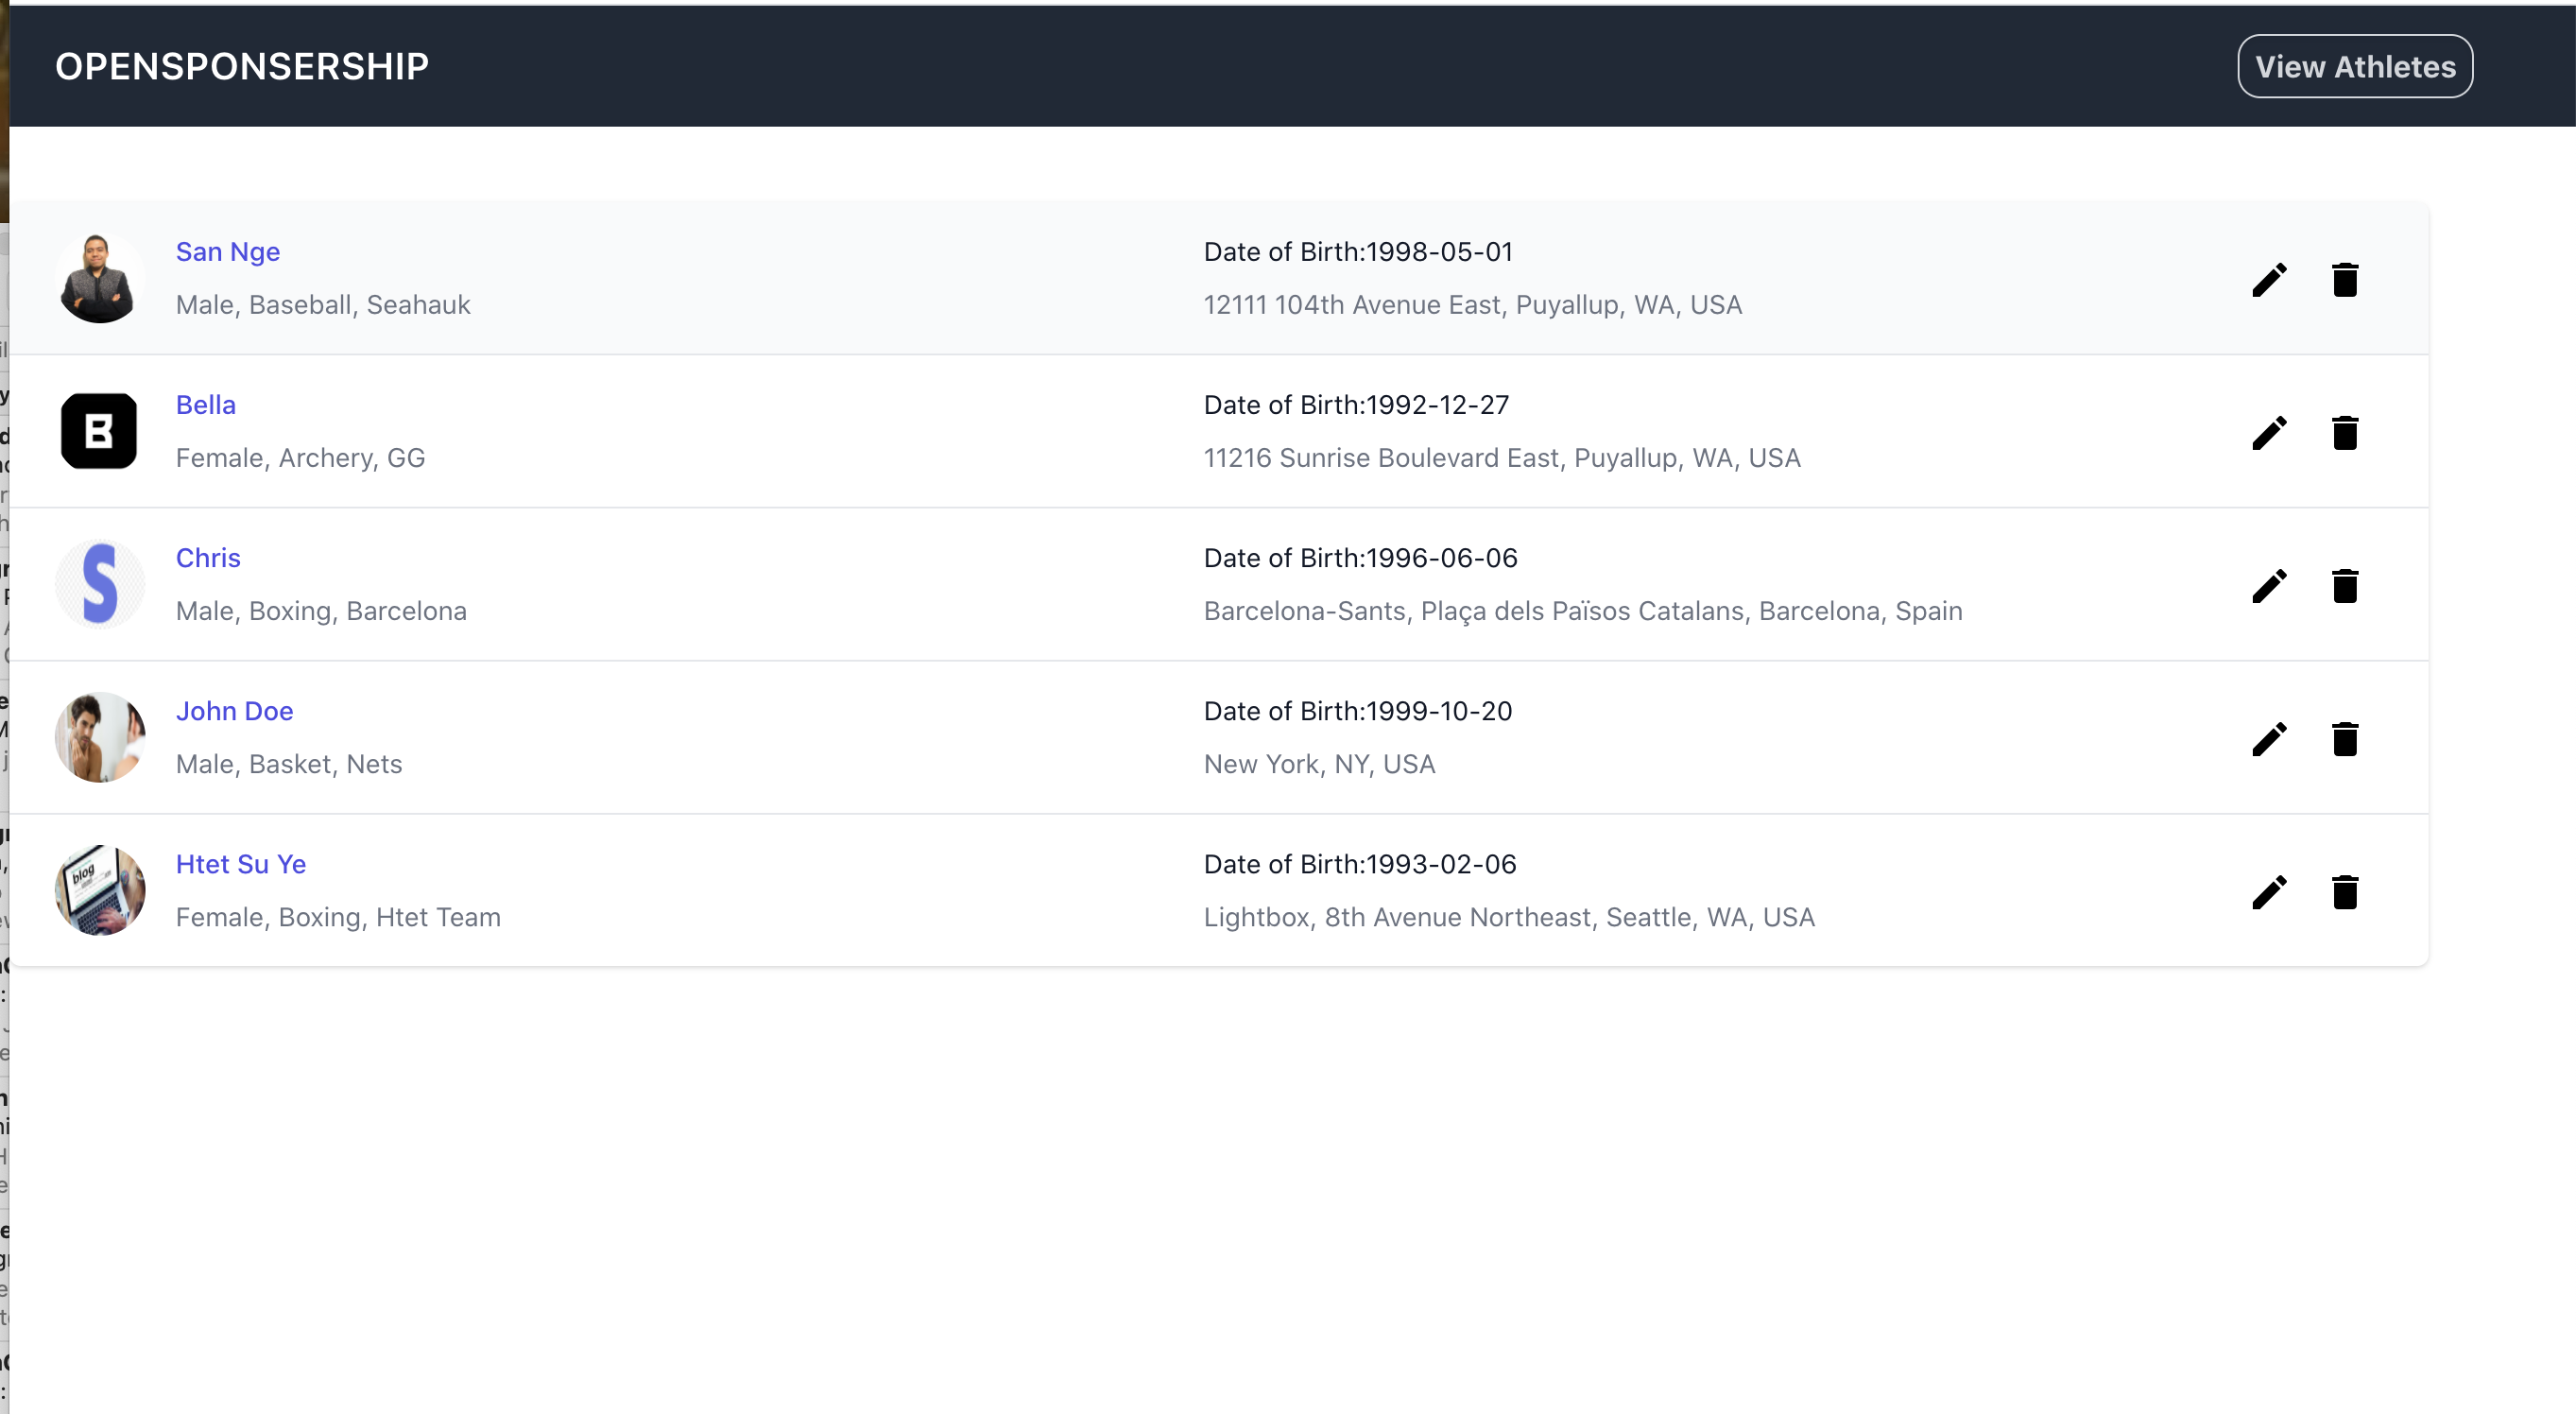 OPENSPONSERSHIP
View Athletes
San Nge
Date of Birth:1998-05-01
Male, Baseball, Seahauk
12111 104th Avenue East, Puyallup, WA, USA
B
Bella
Date of Birth:1992-12-27
Female, Archery, GG
11216 Sunrise Boulevard East, Puyallup, WA, USA
S
Chris
Date of Birth:1996-06-06
Male, Boxing, Barcelona
Barcelona-Sants, Plaça dels Països Catalans, Barcelona, Spain
John Doe
Date of Birth:1999-10-20
Male, Basket, Nets
New York, NY, USA
blog
Htet Su Ye
Date of Birth:1993-02-06
Female, Boxing, Htet Team
Lightbox, 8th Avenue Northeast, Seattle, WA, USA